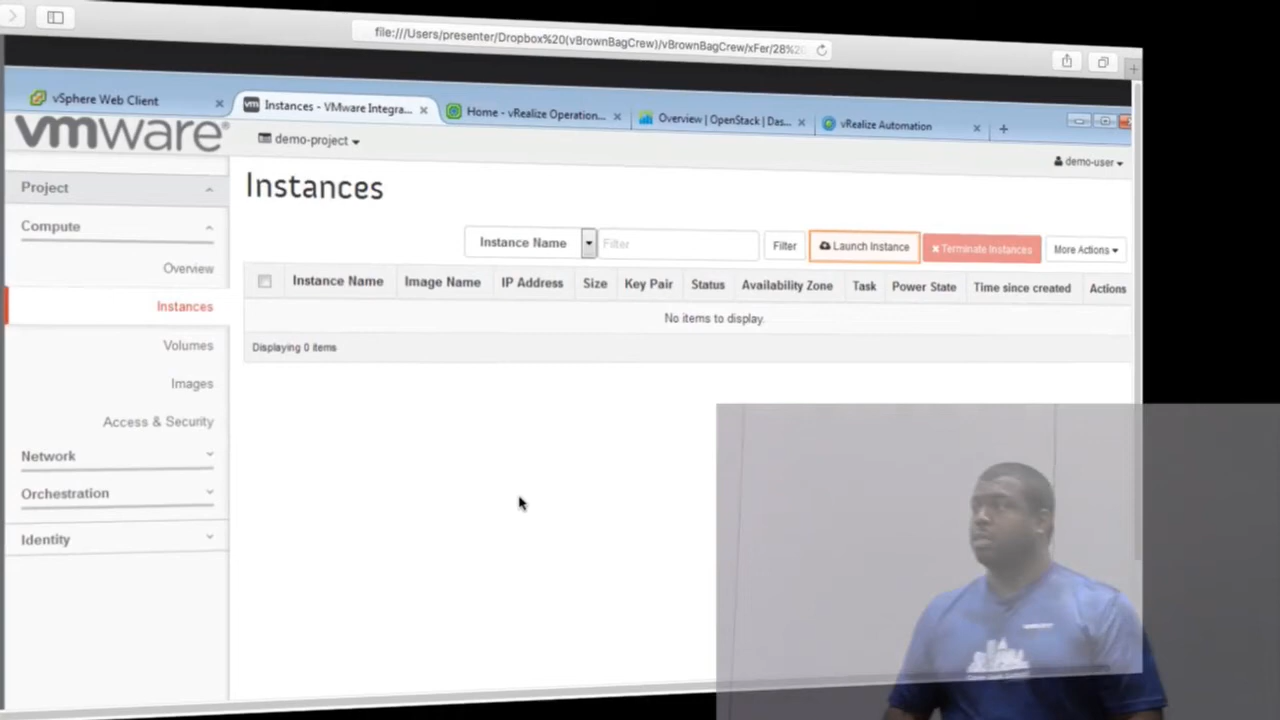 file:///Users/presenter/Dropbox%20(vBrownBagCrew)/vBrownBagCrew/xFer/28%20
vSphere Web Client
Instances - VMware Integra...
Home - vRealize Operation...
Overview | OpenStack | Das...
vRealize Automation
vmware®
demo-project
demo-user
Project
Compute
Overview
Instances
Volumes
Images
Access & Security
Network
Orchestration
Identity
Instances
Instance Name
Filter
Filter
Launch Instance
Terminate Instances
More Actions
Instance Name Image Name IP Address Size Key Pair Status Availability Zone Task Power State Time since created Actions
No items to display.
Displaying 0 items